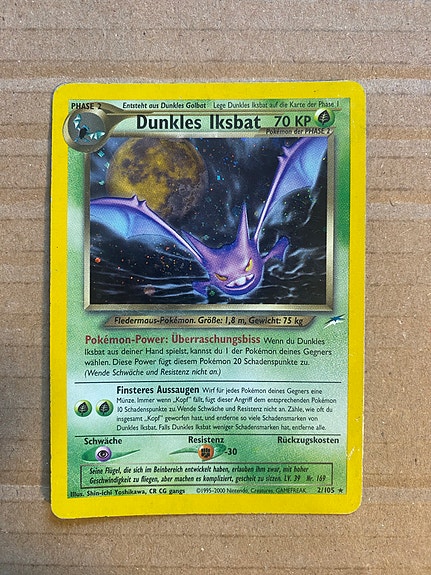 PHASE 2 Entsteht aus Dunkles Golbat Lege Dunkles Iksbat auf die Karte der Phase 1
Dunkles Iksbat 70 KP
Pokémon der PHASE 2
Fledermaus-Pokémon. Größe: 1,8 m, Gewicht: 75 kg
Pokémon-Power: Überraschungsbiss Wenn du Dunkles
Iksbat aus deiner Hand spielst, kannst du 1 der Pokémon deines Gegners
wählen. Diese Power fügt diesem Pokémon 20 Schadenspunkte zu.
(Wende Schwäche und Resistenz nicht an.)
Finsteres Aussaugen Wirf für jedes Pokémon deines Gegners eine
Münze. Immer wenn „Kopf" fällt, fügt dieser Angriff dem entsprechenden Pokémon
10 Schadenspunkte zu. Wende Schwäche und Resistenz nicht an. Zähle, wie oft du
insgesamt „Kopf" geworfen hast, und entferne so viele Schadensmarken von
Dunkles Iksbat. Falls Dunkles Iksbat weniger Schadensmarken hat, entferne alle.
Schwäche Resistenz Rückzugskosten
-30
Seine Flügel, die sich im Beinbereich entwickelt haben, erlauben ihm zwar, mit hoher
Geschwindigkeit zu fliegen, aber machen es kompliziert, gescheit zu sitzen. LV. 39 Nr. 169
Illus. Shin-ichi Yoshikawa, CR CG gangs ©1995-2000 Nintendo, Creatures, GAMEFREAK. 2/105